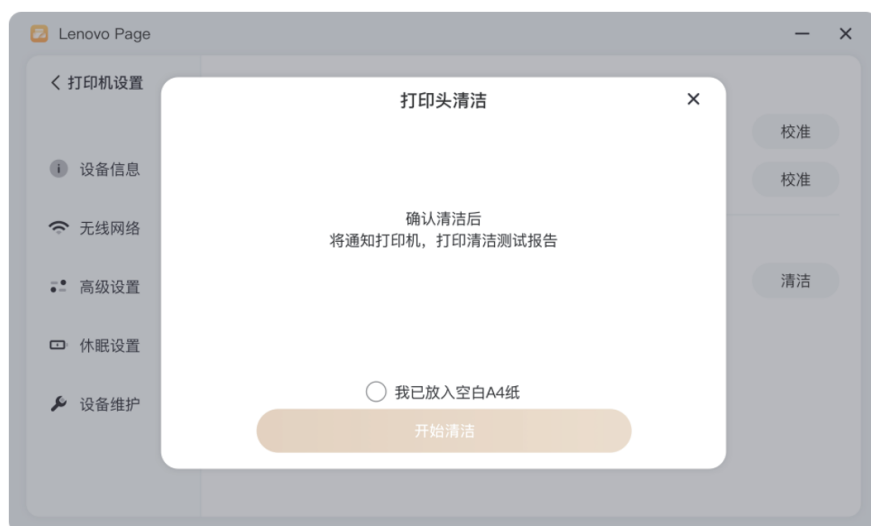 Lenovo Page
打印机设置
设备信息
无线网络
高级设置
休眠设置
设备维护
打印头清洁
确认清洁后
将通知打印机，打印清洁测试报告
我已放入空白A4纸
开始清洁
校准
校准
清洁